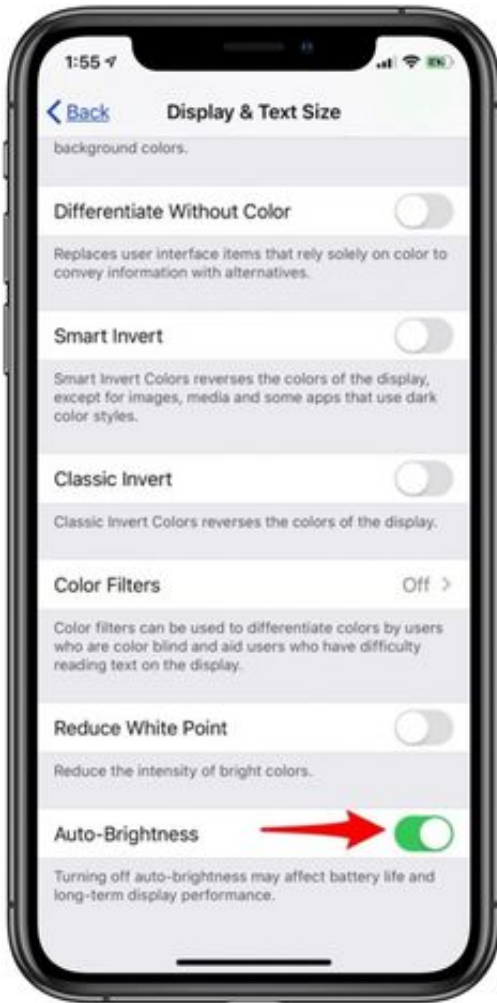 1:55
Back
Display & Text Size
background colors.
Differentiate Without Color
Replaces user interface items that rely solely on color to
convey information with alternatives.
Smart Invert
Smart Invert Colors reverses the colors of the display,
except for images, media and some apps that use dark
color styles.
Classic Invert
Classic Invert Colors reverses the colors of the display.
Color Filters
Off
Color filters can be used to differentiate colors by users
who are color blind and aid users who have difficulty
reading text on the display.
Reduce White Point
Reduce the intensity of bright colors.
Auto-Brightness
Turning off auto-brightness may affect battery life and
long-term display performance.